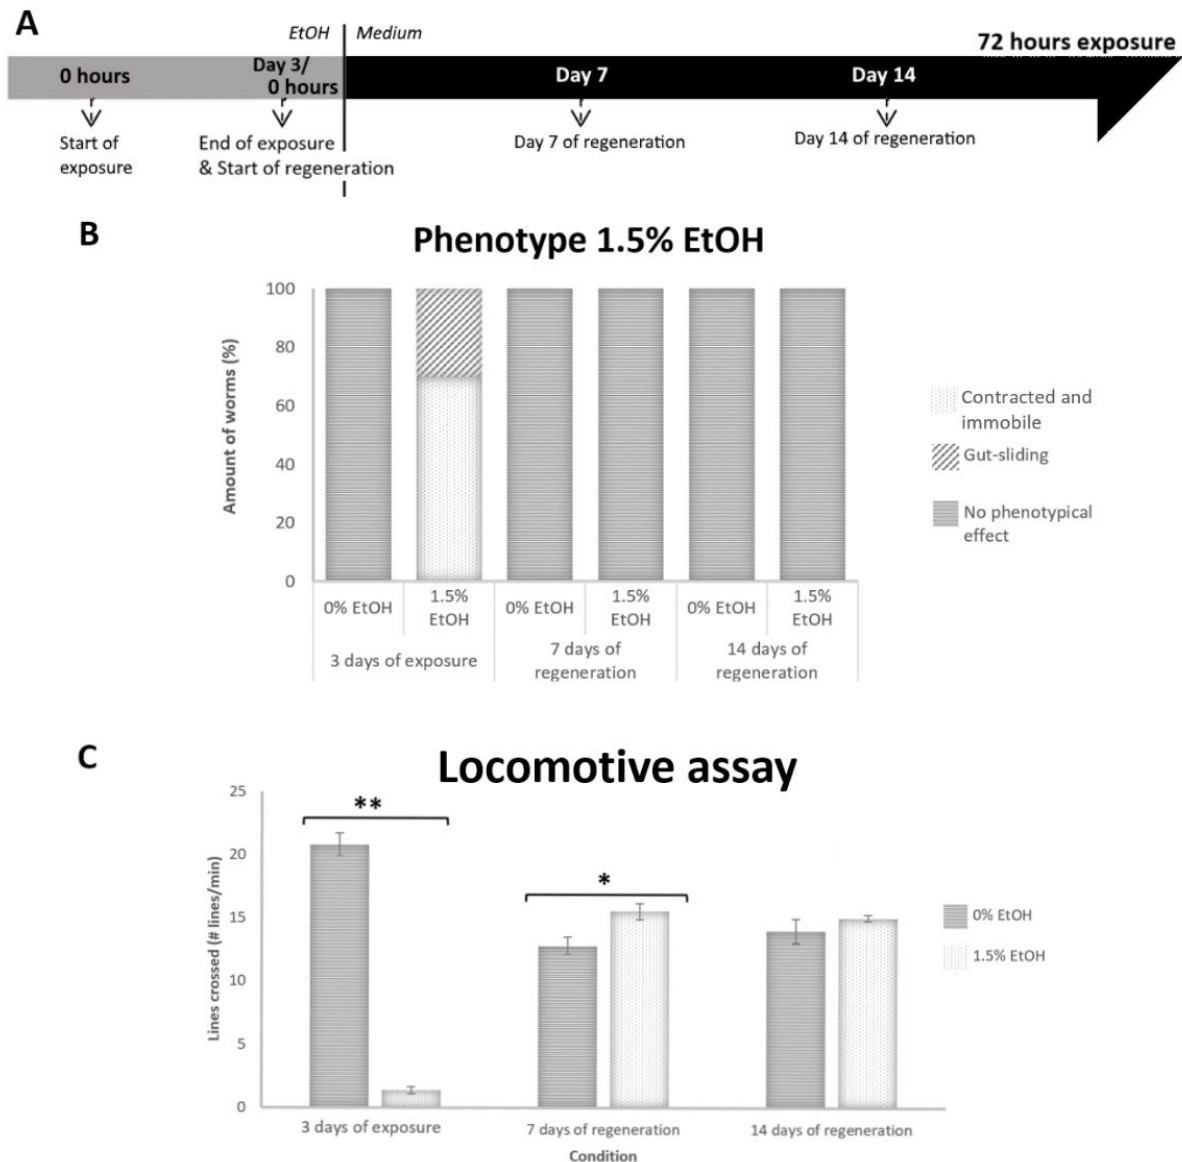 A
EtOH Medium
72 hours exposure
0 hours
Day 3/
0 hours
Day 7
Day 14
Start of
exposure
End of exposure
& Start of regeneration
Day 7 of regeneration
Day 14 of regeneration
B
Phenotype 1.5% EtOH
Amount of worms (%)
100
80
60
40
20
0
0% EtOH
1.5%
EtOH
0% EtOH
1.5%
EtOH
0% EtOH
1.5%
EtOH
3 days of exposure
7 days of
regeneration
14 days of
regeneration
Contracted and
immobile
Gut-sliding
No phenotypical
effect
C
Locomotive assay
Lines crossed (# lines/min)
25
20
15
10
5
0
**
*
3 days of exposure
7 days of regeneration
14 days of regeneration
Condition
0% EtOH
1.5% EtOH